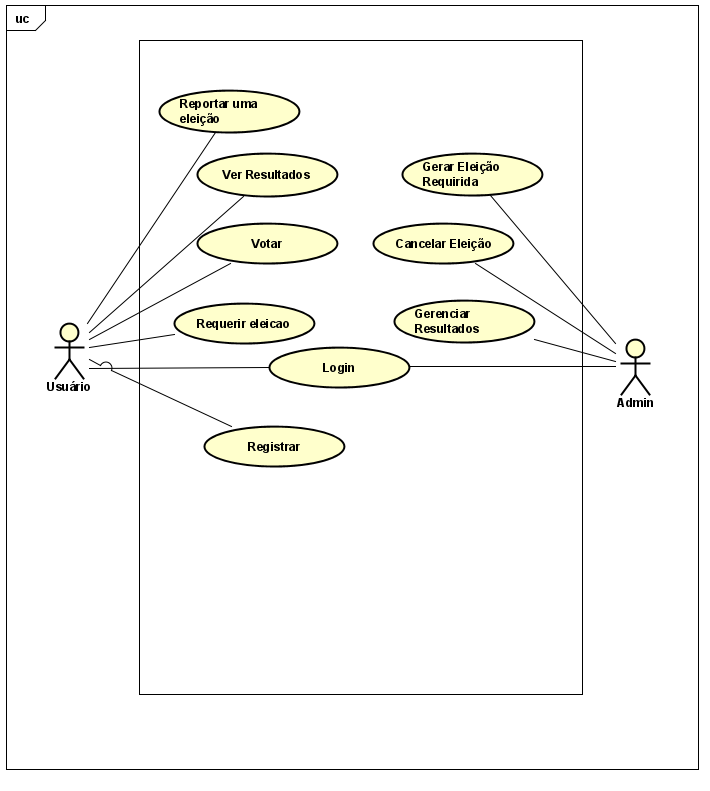 uc
Reportar uma
eleição
Ver Resultados
Gerar Eleição
Requirida
Votar
Cancelar Eleição
Requerir eleicao
Gerenciar
Resultados
Login
Usuário
Admin
Registrar